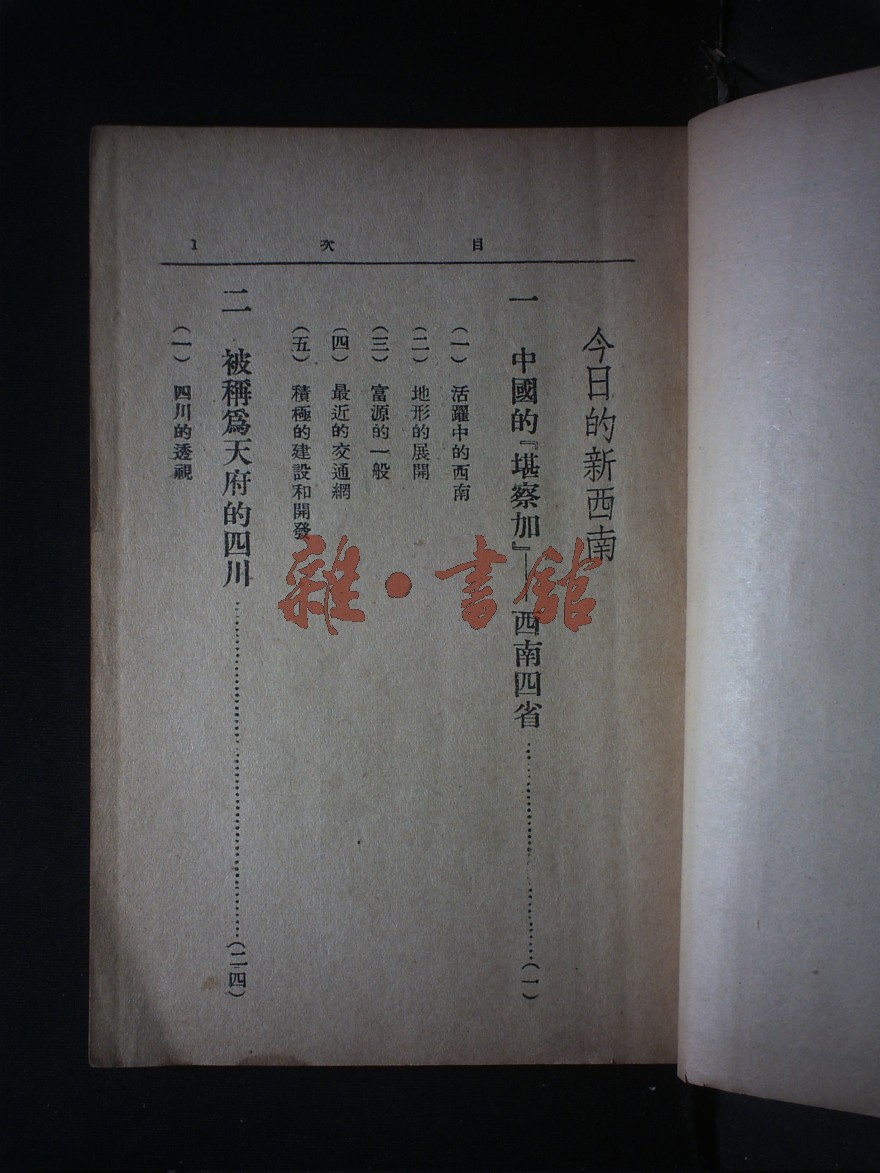 目次 1
今日的新西南
一 中國的『堪察加』—西南四省……(一)
(一) 活躍中的西南
(二) 地形的展開
(三) 富源的一般
(四) 最近的交通網
(五) 積極的建設和開發
二 被稱爲天府的四川……(二四)
(一) 四川的透視
雜·書舘